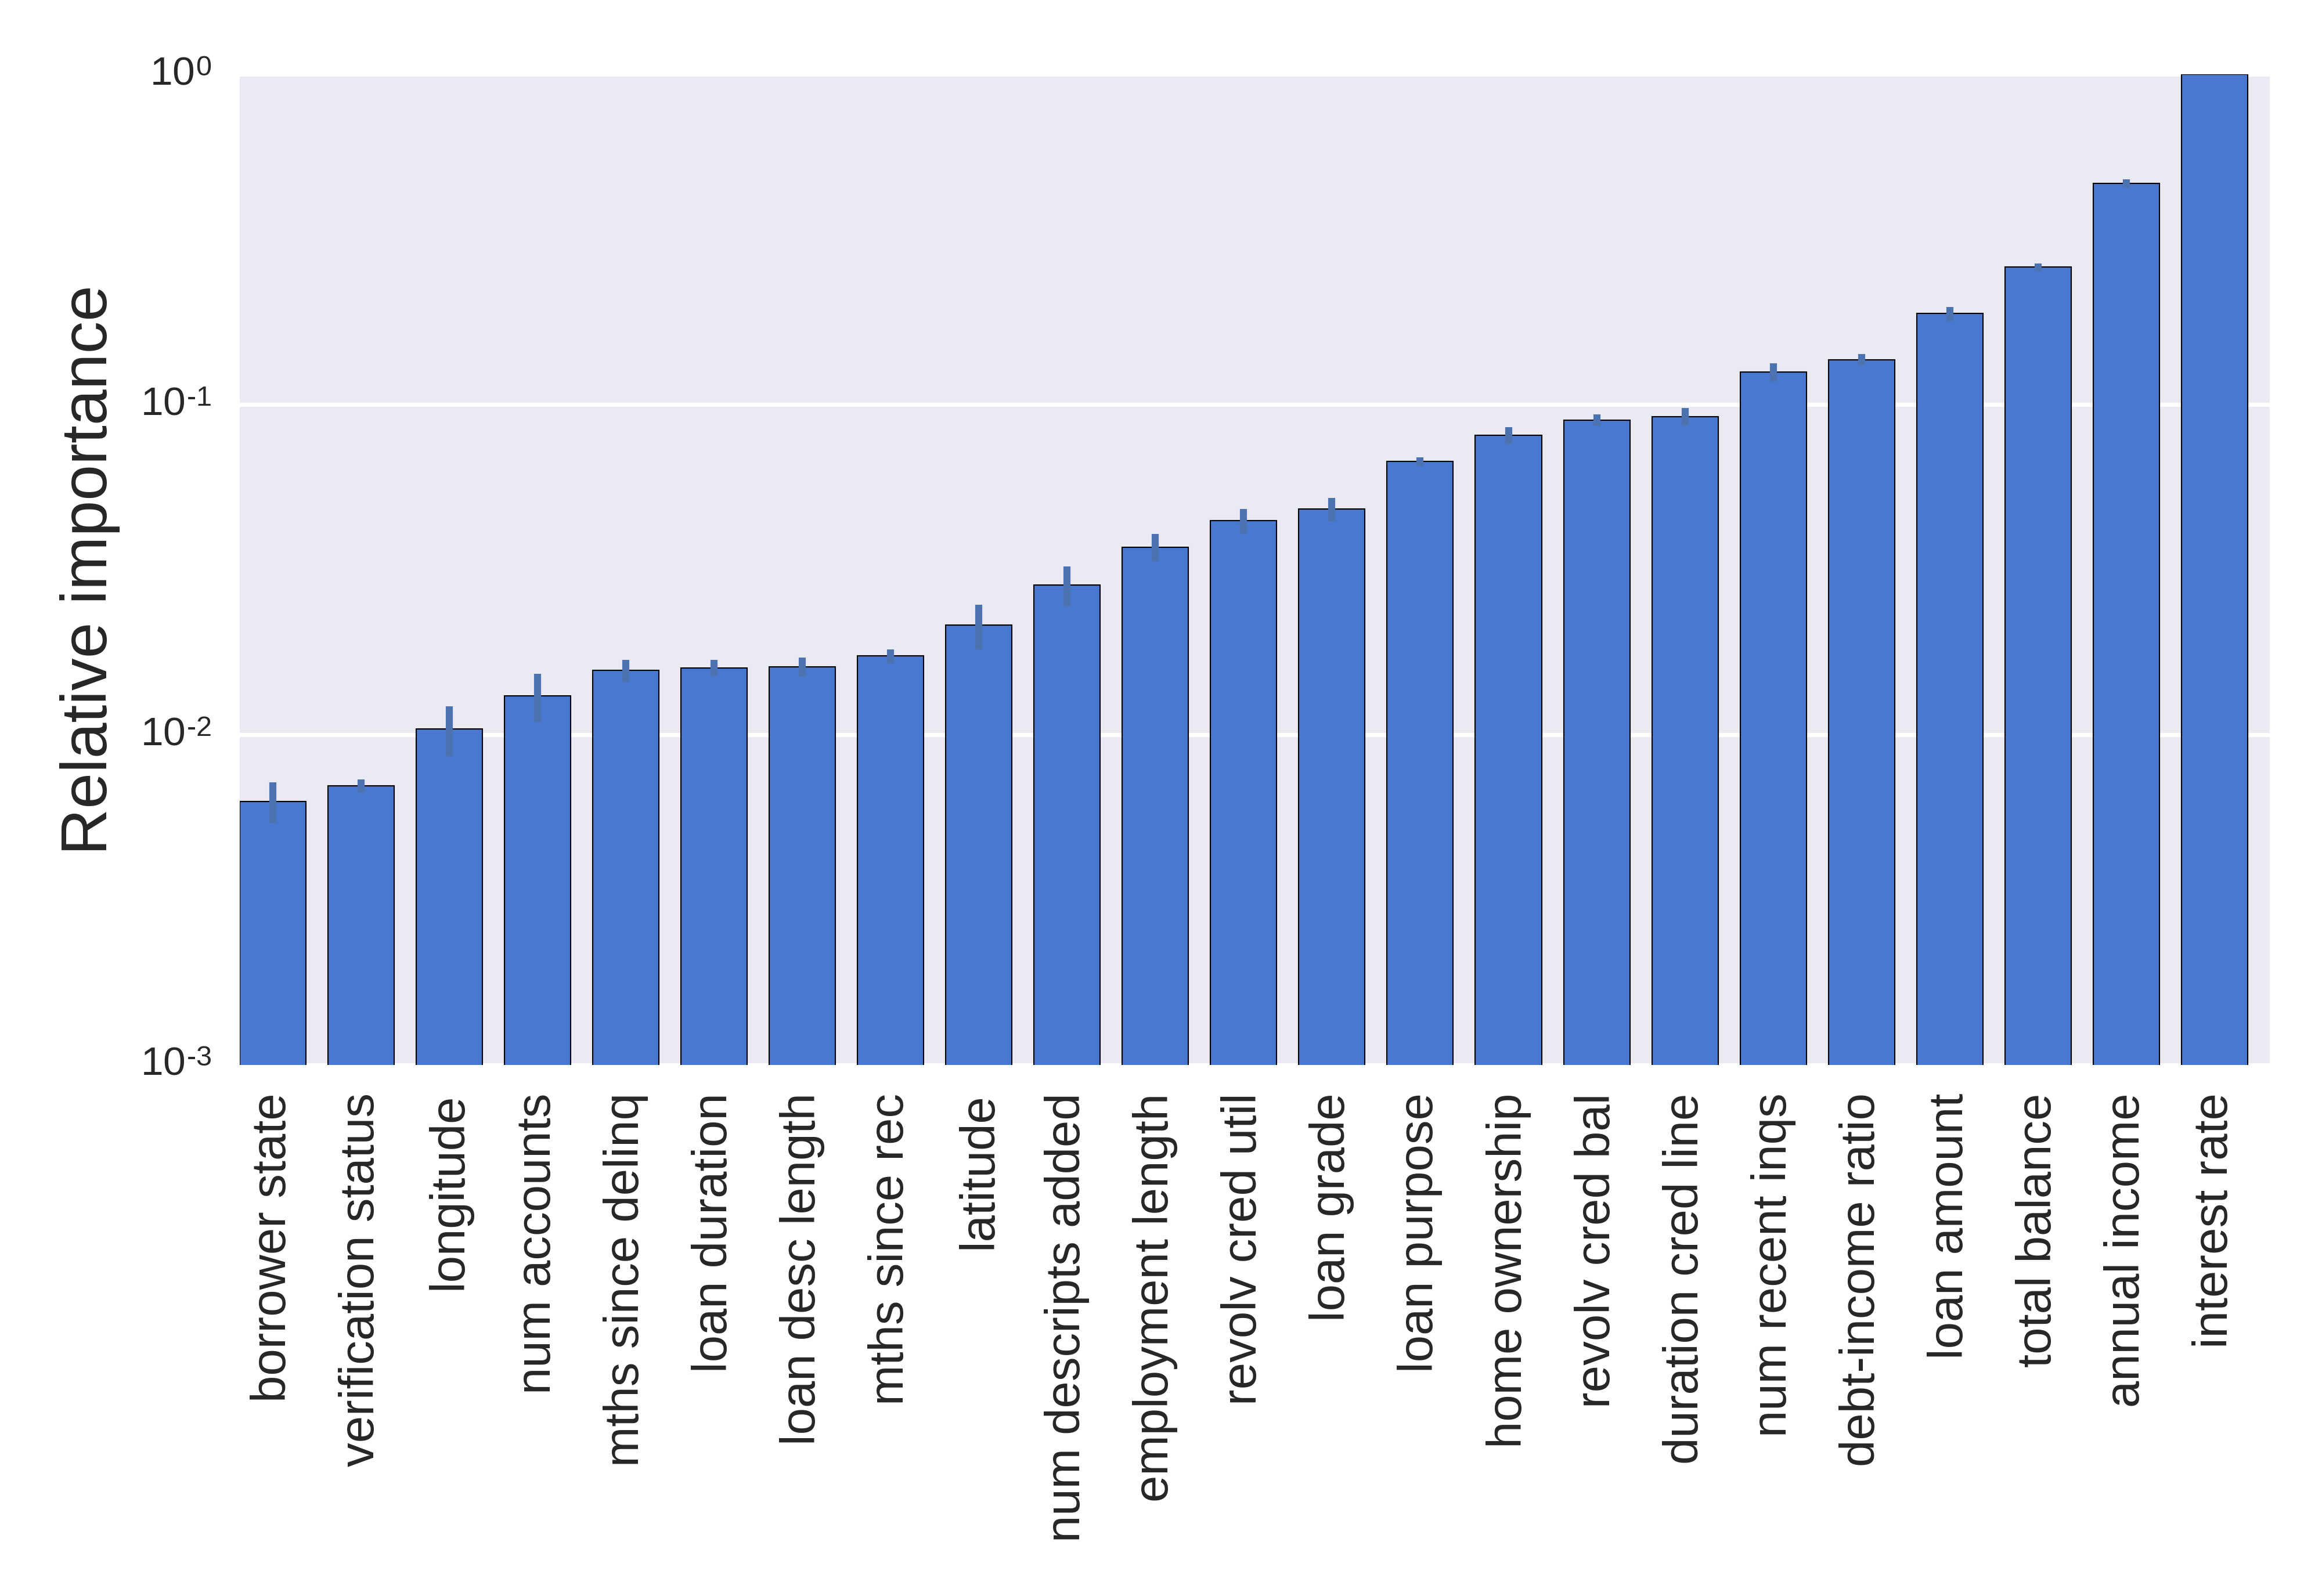 Relative importance
10⁰
10⁻¹
10⁻²
10⁻³
borrower state
verification status
longitude
num accounts
mths since delinq
loan duration
loan desc length
mths since rec
latitude
num descripts added
employment length
revolv cred util
loan grade
loan purpose
home ownership
revolv cred bal
duration cred line
num recent inqs
debt-income ratio
loan amount
total balance
annual income
interest rate